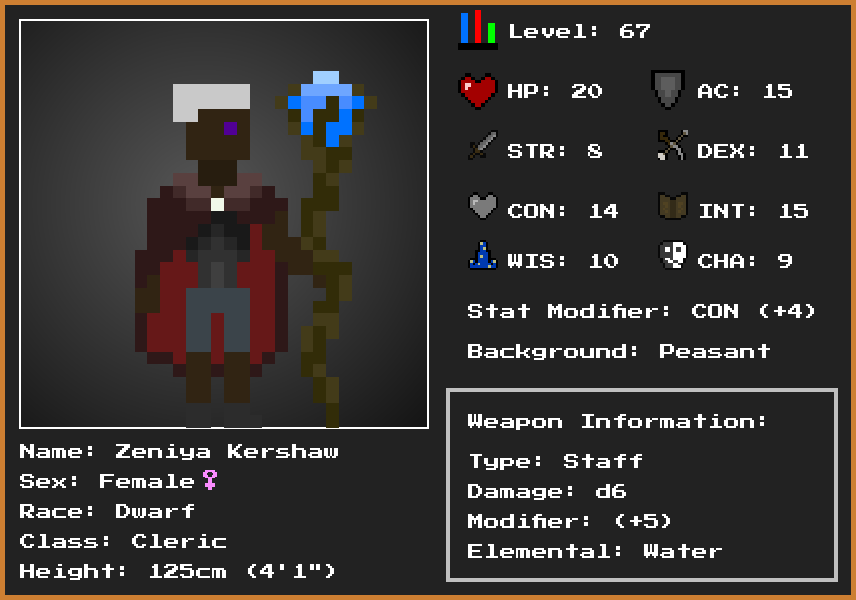 Level: 67
HP: 20
AC: 15
STR: 8
DEX: 11
CON: 14
INT: 15
WIS: 10
CHA: 9
Stat Modifier: CON (+4)
Background: Peasant
Weapon Information:
Type: Staff
Damage: d6
Modifier: (+5)
Elemental: Water
Name: Zeniya Kershaw
Sex: Female♀
Race: Dwarf
Class: Cleric
Height: 125cm (4'1")